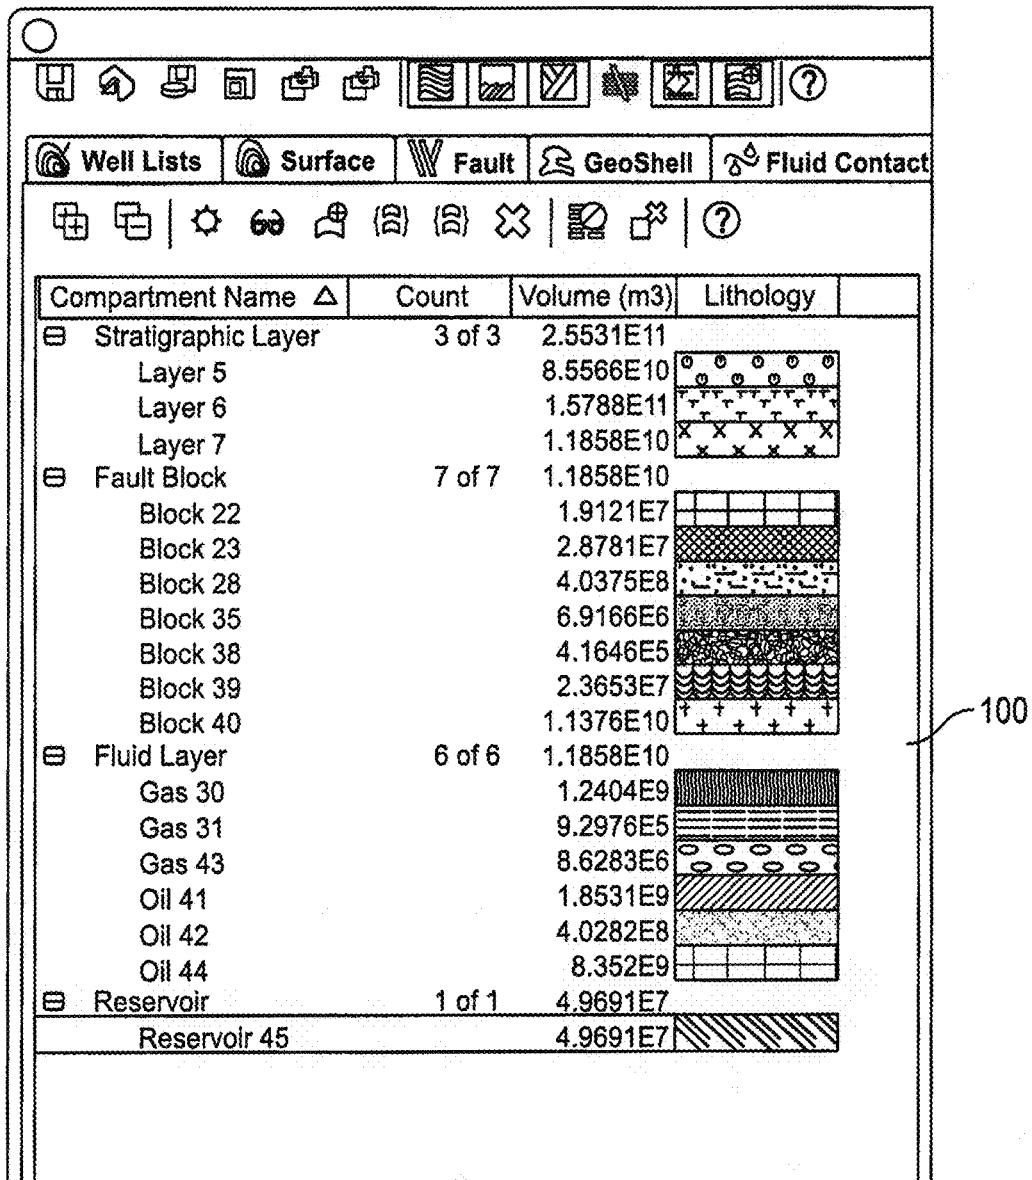 Well Lists Surface Fault GeoShell Fluid Contact
Compartment Name △ Count Volume (m3) Lithology
Stratigraphic Layer 3 of 3 2.5531E11
Layer 5 8.5566E10
Layer 6 1.5788E11
Layer 7 1.1858E10
Fault Block 7 of 7 1.1858E10
Block 22 1.9121E7
Block 23 2.8781E7
Block 28 4.0375E8
Block 35 6.9166E6
Block 38 4.1646E5
Block 39 2.3653E7
Block 40 1.1376E10
100
Fluid Layer 6 of 6 1.1858E10
Gas 30 1.2404E9
Gas 31 9.2976E5
Gas 43 8.6283E6
Oil 41 1.8531E9
Oil 42 4.0282E8
Oil 44 8.352E9
Reservoir 1 of 1 4.9691E7
Reservoir 45 4.9691E7